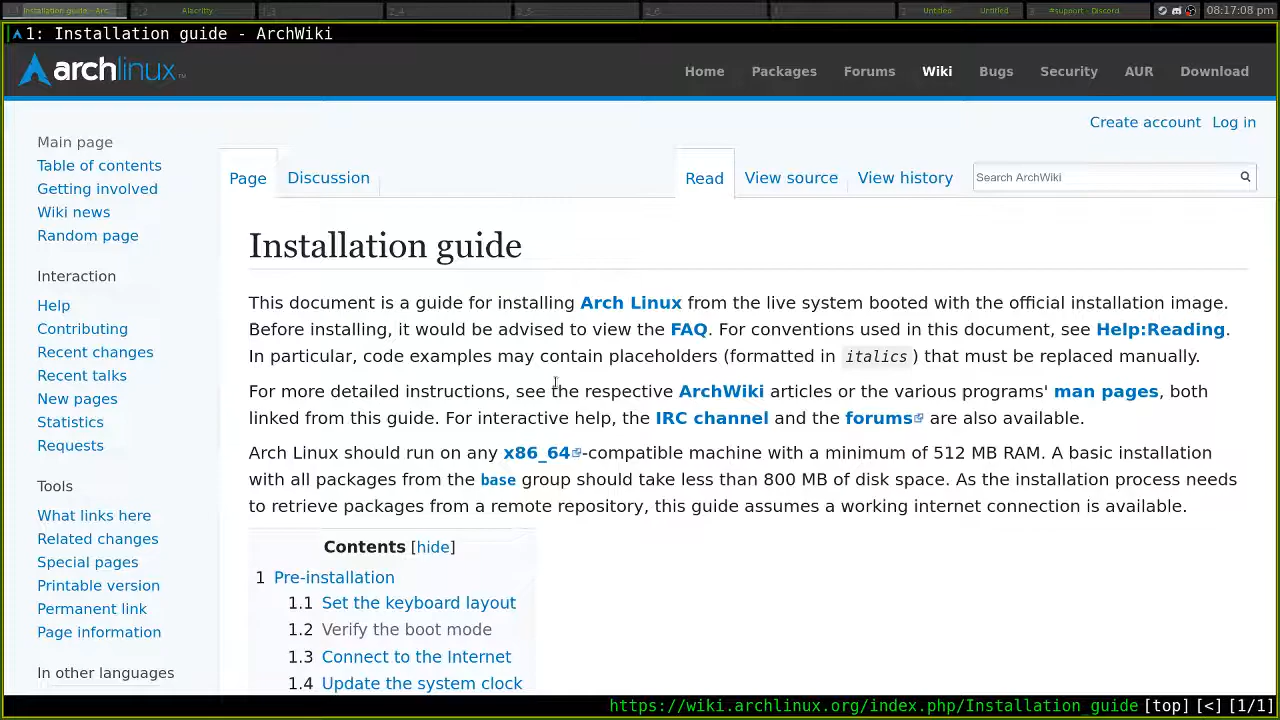 Installation guide - Arc
Alacritty
Untitled
Untitled
#support - Discord
08:17:08 pm
1: Installation guide - ArchWiki
archlinux™
Home Packages Forums Wiki Bugs Security AUR Download
Create account Log in
Main page
Table of contents
Getting involved
Wiki news
Random page
Interaction
Help
Contributing
Recent changes
Recent talks
New pages
Statistics
Requests
Tools
What links here
Related changes
Special pages
Printable version
Permanent link
Page information
In other languages
Page Discussion Read View source View history Search ArchWiki
Installation guide
This document is a guide for installing Arch Linux from the live system booted with the official installation image.
Before installing, it would be advised to view the FAQ. For conventions used in this document, see Help:Reading.
In particular, code examples may contain placeholders (formatted in italics ) that must be replaced manually.
For more detailed instructions, see the respective ArchWiki articles or the various programs' man pages, both
linked from this guide. For interactive help, the IRC channel and the forums are also available.
Arch Linux should run on any x86_64-compatible machine with a minimum of 512 MB RAM. A basic installation
with all packages from the base group should take less than 800 MB of disk space. As the installation process needs
to retrieve packages from a remote repository, this guide assumes a working internet connection is available.
Contents [hide]
1 Pre-installation
1.1 Set the keyboard layout
1.2 Verify the boot mode
1.3 Connect to the Internet
1.4 Update the system clock
https://wiki.archlinux.org/index.php/Installation_guide [top] [<] [1/1]